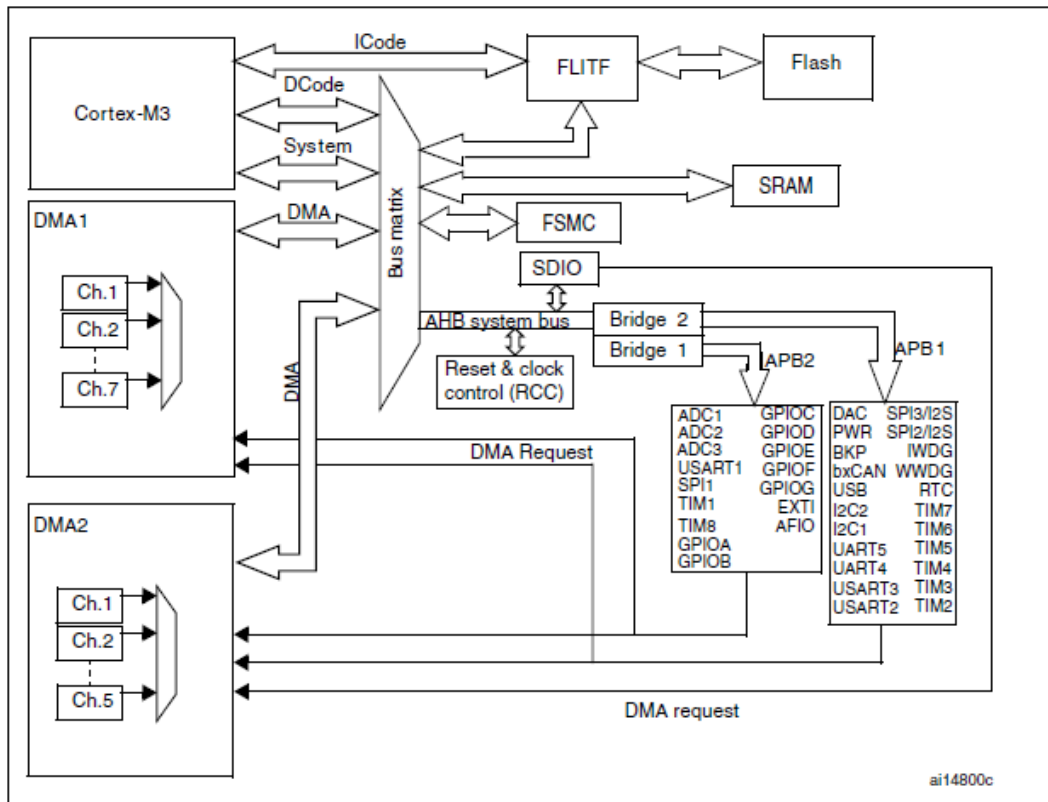 ICode
Cortex-M3
DCode
System
FLITF
Flash
SRAM
DMA1
DMA
Bus matrix
FSMC
SDIO
Ch.1
Ch.2
Ch.7
AHB system bus
Bridge 2
Bridge 1
APB2
APB1
Reset & clock
control (RCC)
DMA
DMA Request
ADC1 GPIOC
ADC2 GPIOD
ADC3 GPIOE
USART1 GPIOF
SPI1 GPIOG
TIM1 EXTI
TIM8 AFIO
GPIOA
GPIOB
DAC SPI3/I2S
PWR SPI2/I2S
BKP IWDG
bxCAN WWDG
USB RTC
I2C2 TIM7
I2C1 TIM6
UART5 TIM5
UART4 TIM4
USART3 TIM3
USART2 TIM2
DMA2
Ch.1
Ch.2
Ch.5
DMA request
ai14800c